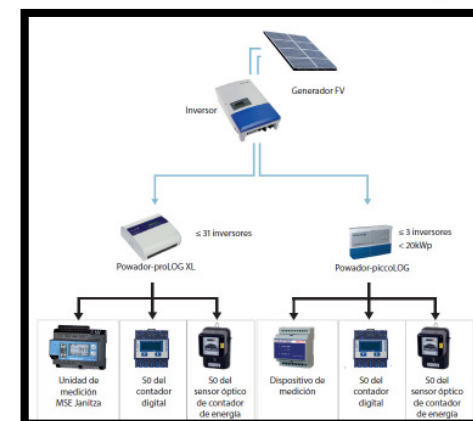 Generador FV
Inversor
≤ 31 inversores
Powador-proLOG XL
≤ 3 inversores
< 20kWp
Powador-piccoLOG
Unidad de
medición
MSE Janitza
S0 del
contador
digital
S0 del
sensor óptico
de contador
de energía
Dispositivo de
medición
S0 del
contador
digital
S0 del
sensor óptico
de contador
de energía